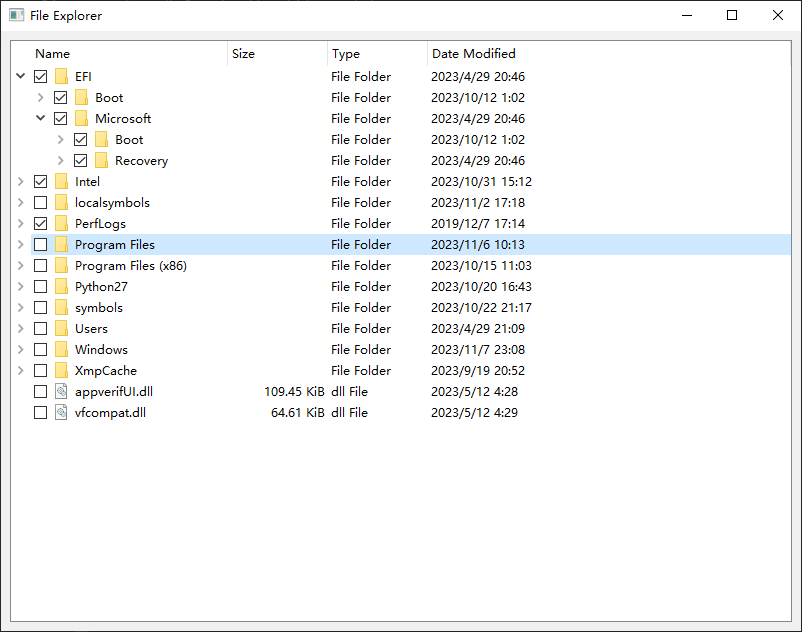 File Explorer
Name Size Type Date Modified
EFI File Folder 2023/4/29 20:46
Boot File Folder 2023/10/12 1:02
Microsoft File Folder 2023/4/29 20:46
Boot File Folder 2023/10/12 1:02
Recovery File Folder 2023/4/29 20:46
Intel File Folder 2023/10/31 15:12
localsymbols File Folder 2023/11/2 17:18
PerfLogs File Folder 2019/12/7 17:14
Program Files File Folder 2023/11/6 10:13
Program Files (x86) File Folder 2023/10/15 11:03
Python27 File Folder 2023/10/20 16:43
symbols File Folder 2023/10/22 21:17
Users File Folder 2023/4/29 21:09
Windows File Folder 2023/11/7 23:08
XmpCache File Folder 2023/9/19 20:52
appverifUI.dll 109.45 KiB dll File 2023/5/12 4:28
vfcompat.dll 64.61 KiB dll File 2023/5/12 4:29